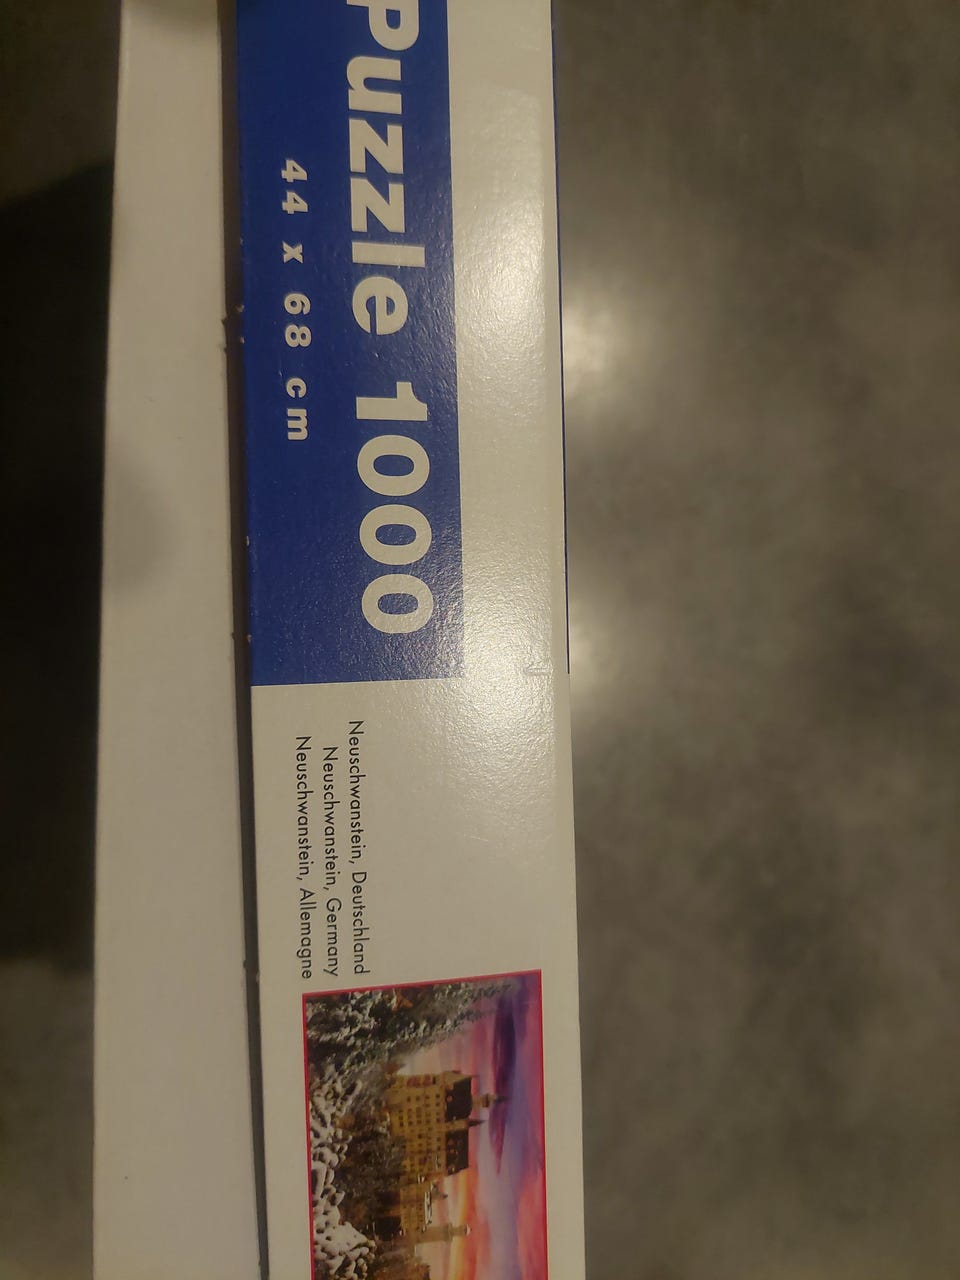 Puzzle 1000
44 x 68 cm
Neuschwanstein, Deutschland
Neuschwanstein, Germany
Neuschwanstein, Allemagne